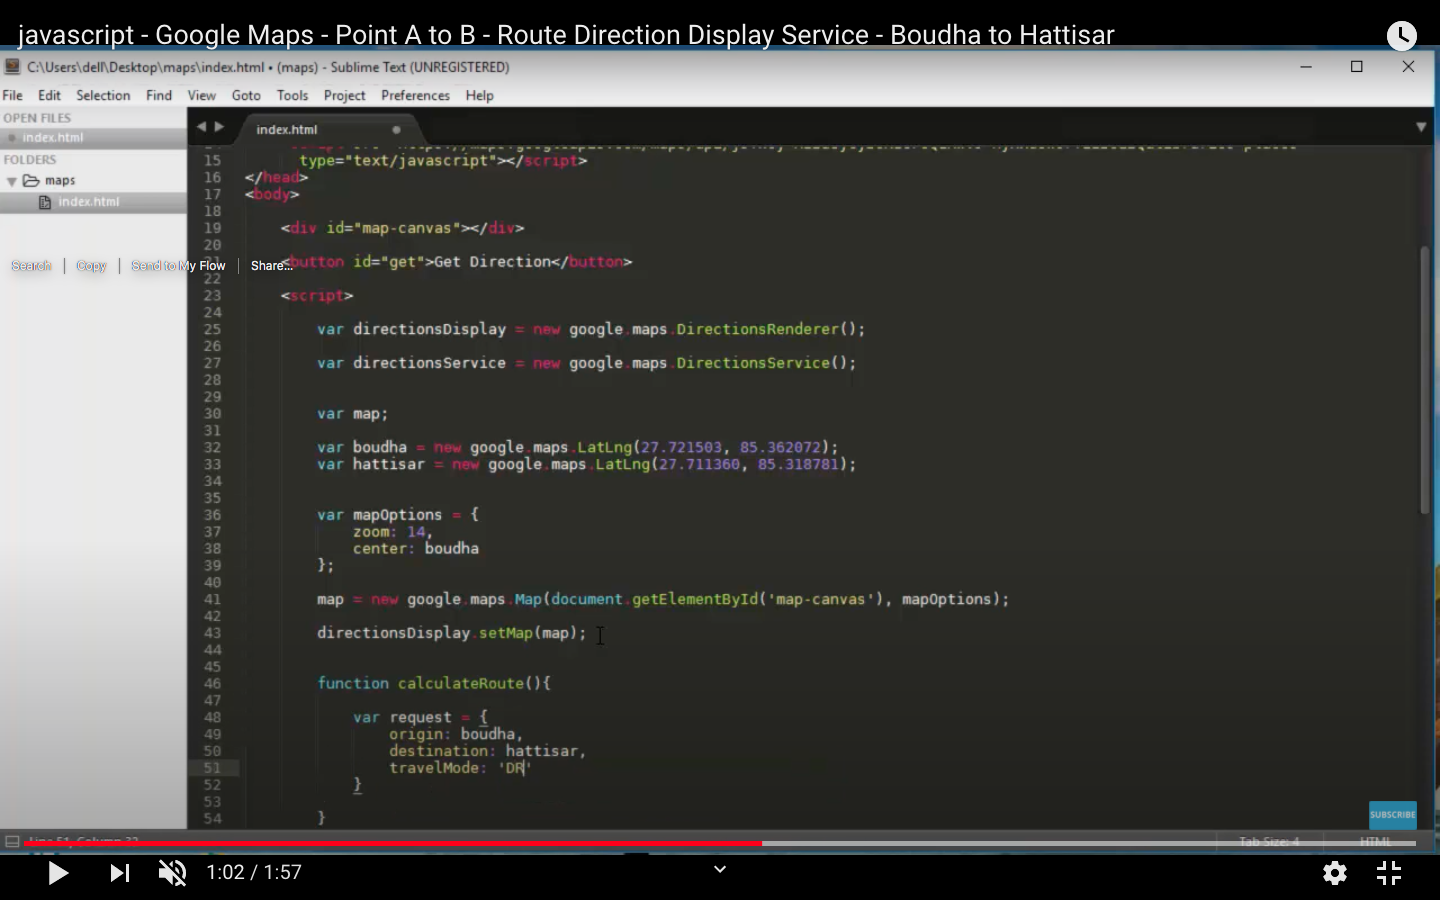 javascript - Google Maps - Point A to B - Route Direction Display Service - Boudha to Hattisar
C:\Users\dell\Desktop\maps\index.html • (maps) - Sublime Text (UNREGISTERED)
File Edit Selection Find View Goto Tools Project Preferences Help
OPEN FILES
index.html
FOLDERS
maps
index.html
index.html
15 type="text/javascript"></script>
16 </head>
17 <body>
18
19 <div id="map-canvas"></div>
20
Search | Copy | Send to My Flow | Share...
21 <button id="get">Get Direction</button>
22
23 <script>
24
25 var directionsDisplay = new google.maps.DirectionsRenderer();
26
27 var directionsService = new google.maps.DirectionsService();
28
29
30 var map;
31
32 var boudha = new google.maps.LatLng(27.721503, 85.362072);
33 var hattisar = new google.maps.LatLng(27.711360, 85.318781);
34
35
36 var mapOptions = {
37 zoom: 14,
38 center: boudha
39 };
40
41 map = new google.maps.Map(document.getElementById('map-canvas'), mapOptions);
42
43 directionsDisplay.setMap(map);
44
45
46 function calculateRoute(){
47
48 var request = {
49 origin: boudha,
50 destination: hattisar,
51 travelMode: 'DR'
52 }
53
54 }
SUBSCRIBE
Tab Size: 4 HTML
1:02 / 1:57